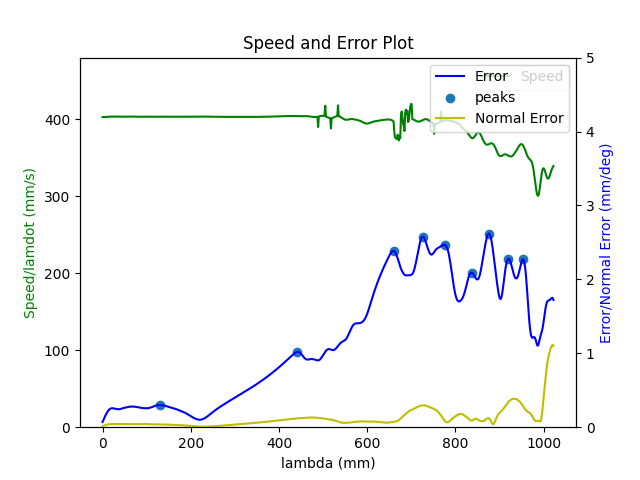 Speed and Error Plot
Speed/lamdot (mm/s)
400
300
200
100
0
5
4
3
2
1
0
Error/Normal Error (mm/deg)
Error
Speed
peaks
Normal Error
0 200 400 600 800 1000
lambda (mm)